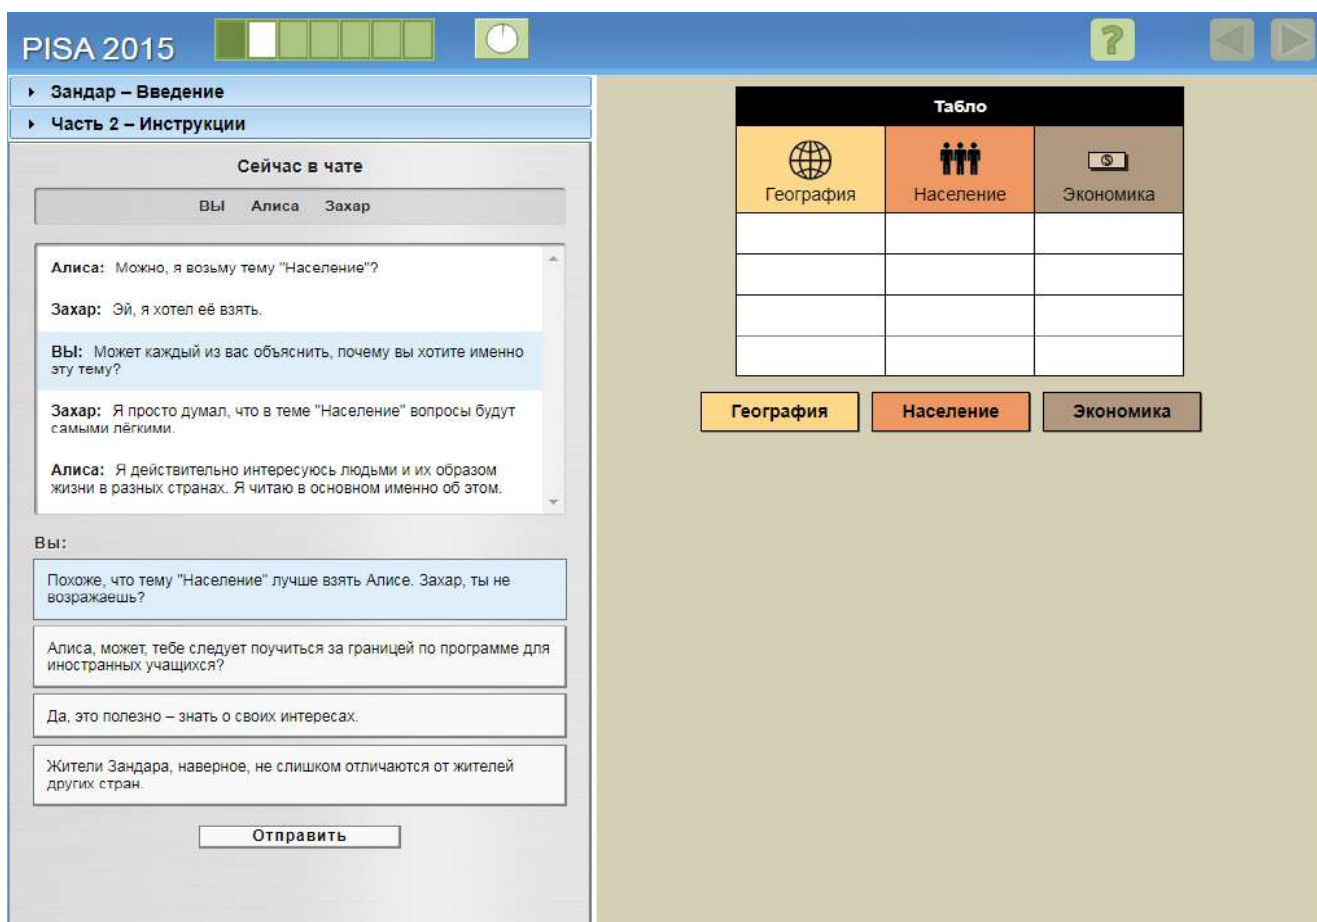 PISA 2015
?
Зандар – Введение
Часть 2 – Инструкции
Сейчас в чате
ВЫ Алиса Захар
Алиса: Можно, я возьму тему "Население"?
Захар: Эй, я хотел её взять.
ВЫ: Может каждый из вас объяснить, почему вы хотите именно
эту тему?
Захар: Я просто думал, что в теме "Население" вопросы будут
самыми лёгкими.
Алиса: Я действительно интересуюсь людьми и их образом
жизни в разных странах. Я читаю в основном именно об этом.
Вы:
Похоже, что тему "Население" лучше взять Алисе. Захар, ты не
возражаешь?
Алиса, может, тебе следует поучиться за границей по программе для
иностранных учащихся?
Да, это полезно – знать о своих интересах.
Жители Зандара, наверное, не слишком отличаются от жителей
других стран.
Отправить
Табло
География Население Экономика
География Население Экономика